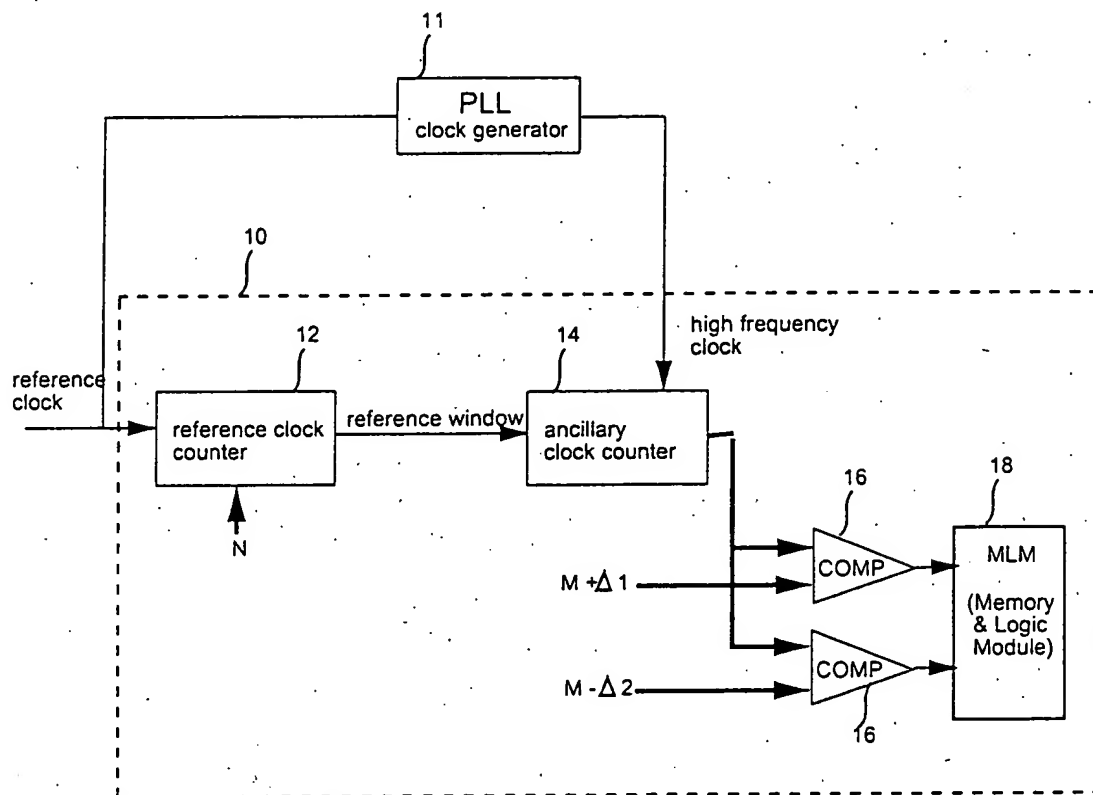 11
PLL
clock generator
10
high frequency
clock
12
14
reference
clock
reference clock
counter
reference window
ancillary
clock counter
N
16
18
COMP
M +Δ 1
MLM
(Memory
& Logic
Module)
COMP
M -Δ 2
16